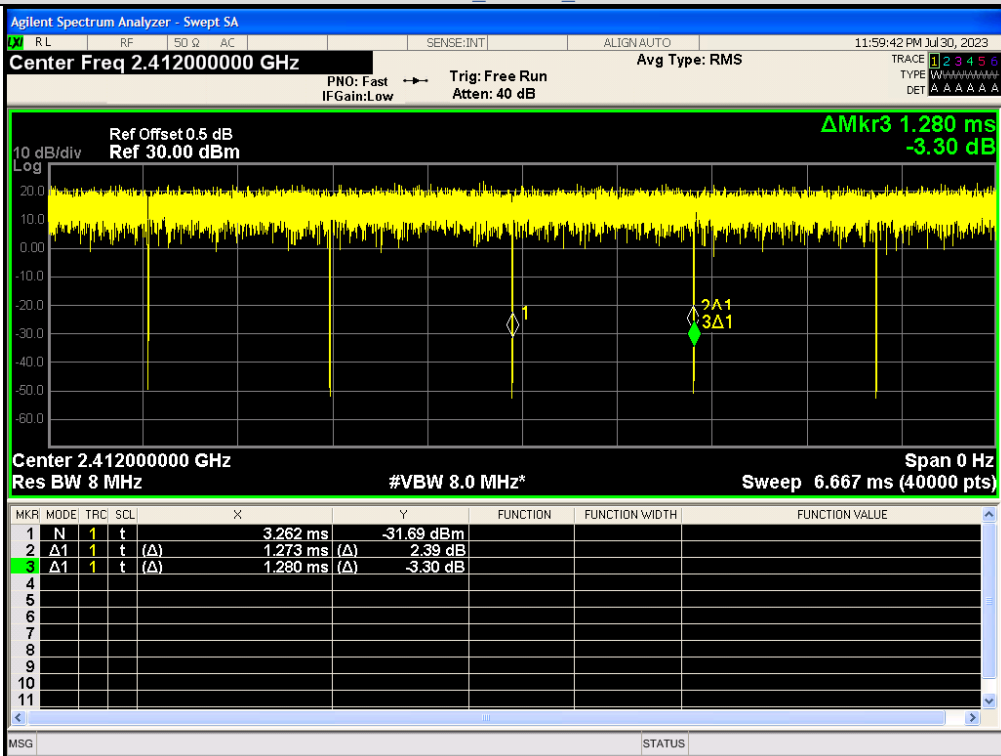 Agilent Spectrum Analyzer - Swept SA
LXI RL RF 50 Ω AC SENSE:INT ALIGNAUTO 11:59:42 PM Jul 30, 2023
Center Freq 2.412000000 GHz
PNO: Fast
IFGain:Low
Trig: Free Run
Atten: 40 dB
Avg Type: RMS
TRACE 1 2 3 4 5 6
TYPE WWWWWW
DET A A A A A A
ΔMkr3 1.280 ms
-3.30 dB
Ref Offset 0.5 dB
10 dB/div Ref 30.00 dBm
Log
20.0
10.0
0.00
-10.0
-20.0
-30.0
-40.0
-50.0
-60.0
1
2Δ1
3Δ1
Center 2.412000000 GHz Span 0 Hz
Res BW 8 MHz #VBW 8.0 MHz* Sweep 6.667 ms (40000 pts)
MKR MODE TRC SCL X Y FUNCTION FUNCTION WIDTH FUNCTION VALUE
1 N 1 t 3.262 ms -31.69 dBm
2 Δ1 1 t (Δ) 1.273 ms (Δ) 2.39 dB
3 Δ1 1 t (Δ) 1.280 ms (Δ) -3.30 dB
4
5
6
7
8
9
10
11
MSG STATUS